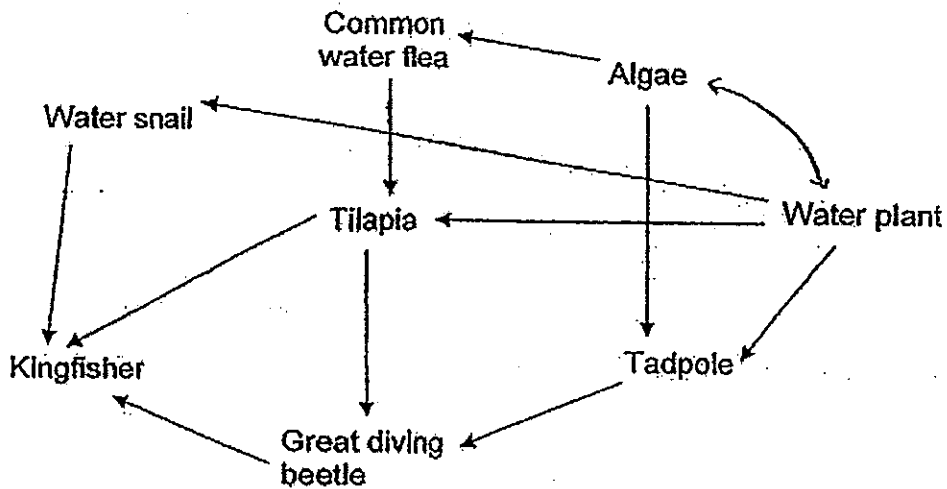 Common
water flea
Algae
Water snail
Tilapia
Water plant
Kingfisher
Tadpole
Great diving
beetle